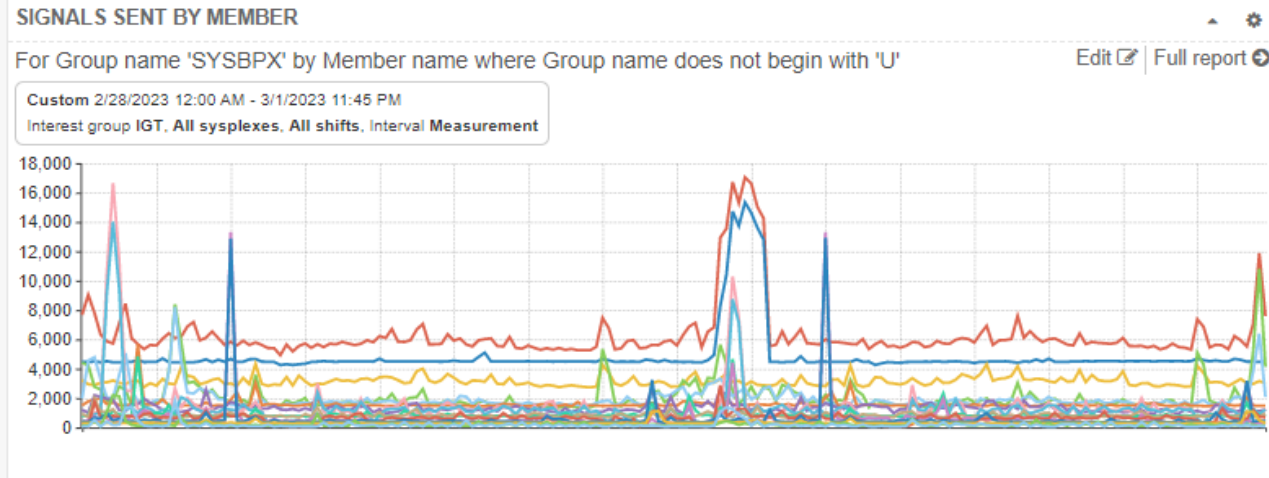 SIGNALS SENT BY MEMBER
For Group name 'SYSBPX' by Member name where Group name does not begin with 'U'
Edit Full report
Custom 2/28/2023 12:00 AM - 3/1/2023 11:45 PM
Interest group IGT, All sysplexes, All shifts, Interval Measurement
18,000
16,000
14,000
12,000
10,000
8,000
6,000
4,000
2,000
0